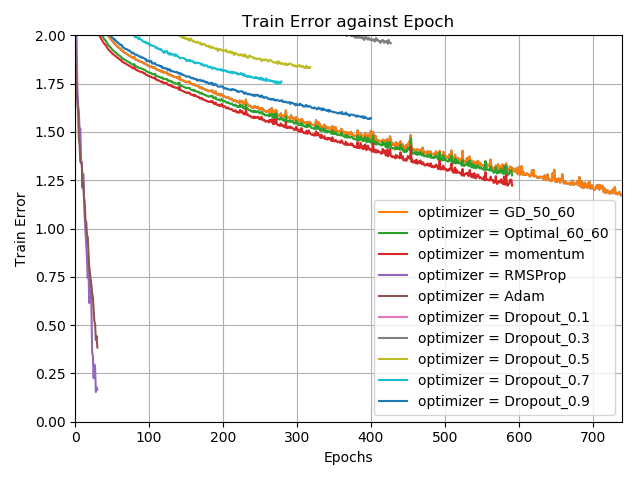 Train Error against Epoch
2.00
1.75
1.50
1.25
1.00
0.75
0.50
0.25
0.00
Train Error
optimizer = GD_50_60
optimizer = Optimal_60_60
optimizer = momentum
optimizer = RMSProp
optimizer = Adam
optimizer = Dropout_0.1
optimizer = Dropout_0.3
optimizer = Dropout_0.5
optimizer = Dropout_0.7
optimizer = Dropout_0.9
0 100 200 300 400 500 600 700
Epochs